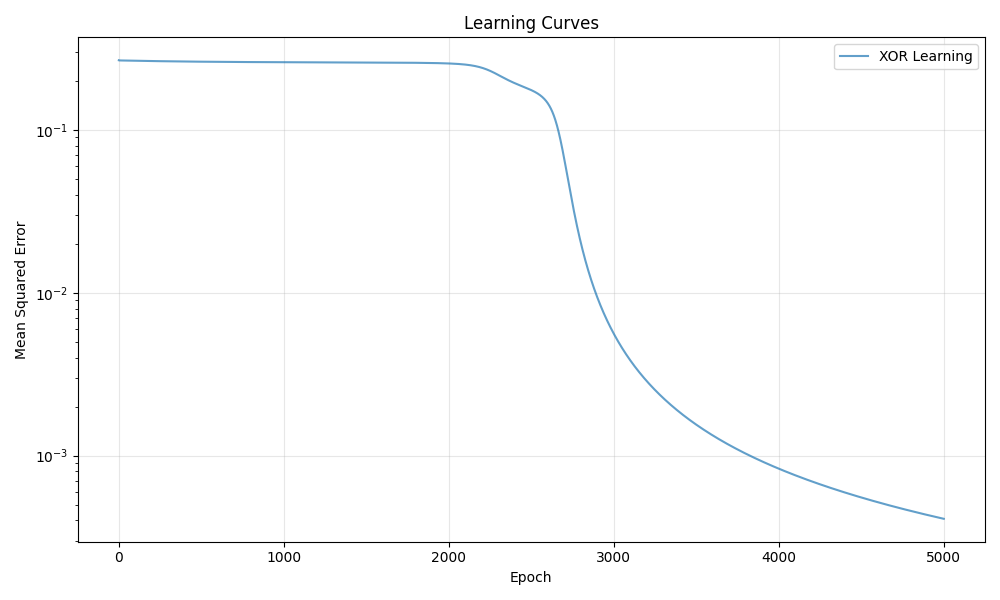 Learning Curves
XOR Learning
Mean Squared Error
10⁻¹
10⁻²
10⁻³
0 1000 2000 3000 4000 5000
Epoch